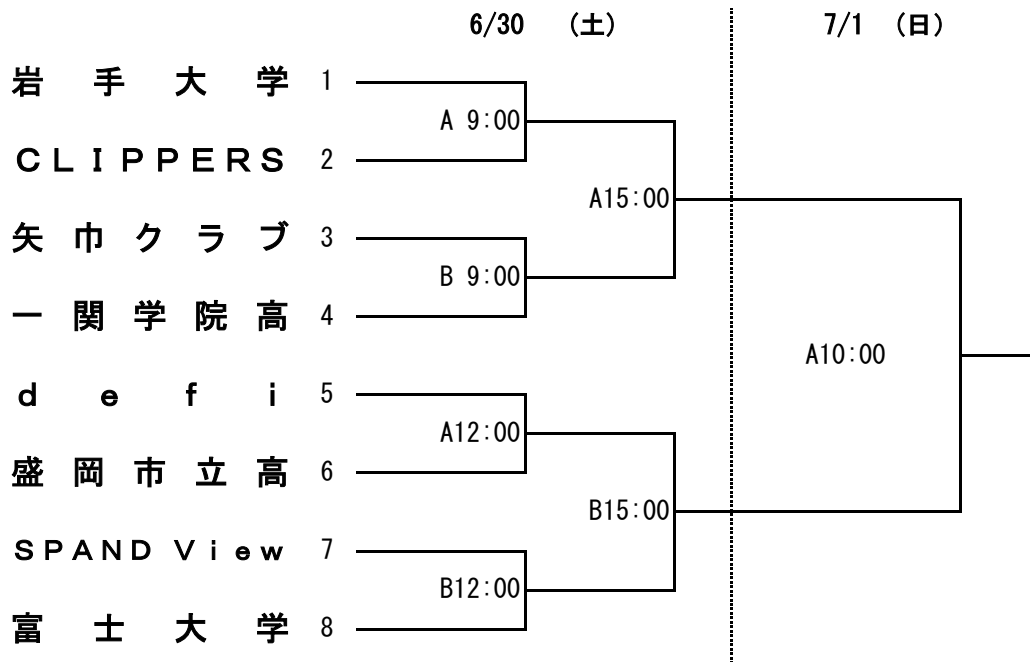 6/30 (土) 7/1 (日)
岩手大学 1
A 9:00
CLIPPERS 2
A15:00
矢巾クラブ 3
B 9:00
一関学院高 4
A10:00
defi 5
A12:00
盛岡市立高 6
B15:00
SPAND View 7
B12:00
富士大学 8